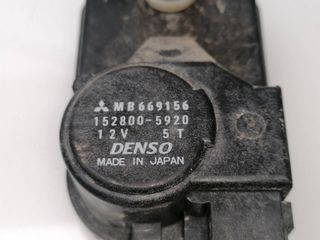 MB669156
152800-5920
12V 5T
DENSO
MADE IN JAPAN